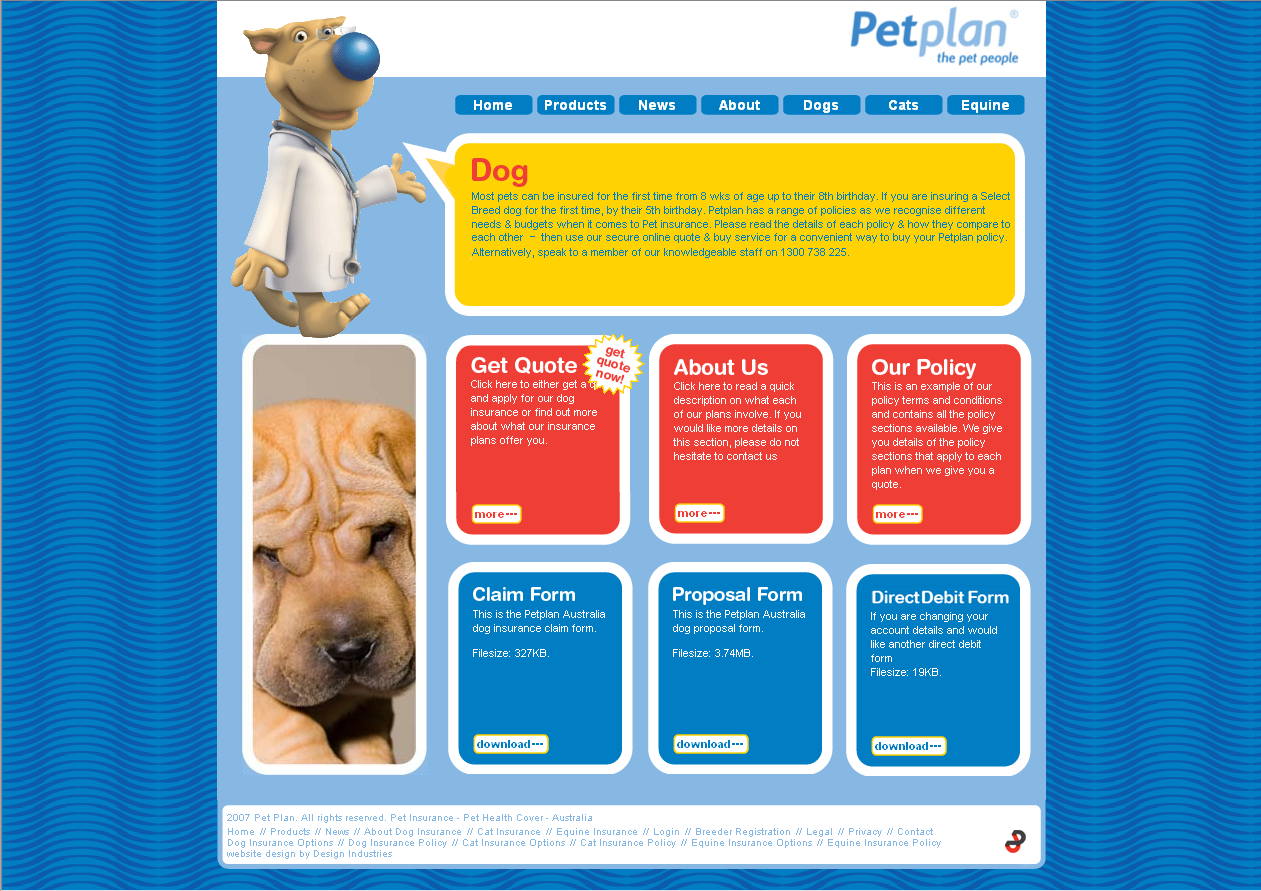 Petplan®
the pet people
Home Products News About Dogs Cats Equine
Dog
Most pets can be insured for the first time from 8 wks of age up to their 8th birthday. If you are insuring a Select
Breed dog for the first time, by their 5th birthday. Petplan has a range of policies as we recognise different
needs & budgets when it comes to Pet insurance. Please read the details of each policy & how they compare to
each other – then use our secure online quote & buy service for a convenient way to buy your Petplan policy.
Alternatively, speak to a member of our knowledgeable staff on 1300 738 225.
Get Quote
get
quote
now!
Click here to either get a q
and apply for our dog
insurance or find out more
about what our insurance
plans offer you.
more---
About Us
Click here to read a quick
description on what each
of our plans involve. If you
would like more details on
this section, please do not
hesitate to contact us
more---
Our Policy
This is an example of our
policy terms and conditions
and contains all the policy
sections available. We give
you details of the policy
sections that apply to each
plan when we give you a
quote.
more---
Claim Form
This is the Petplan Australia
dog insurance claim form.
Filesize: 327KB.
download---
Proposal Form
This is the Petplan Australia
dog proposal form.
Filesize: 3.74MB.
download---
Direct Debit Form
If you are changing your
account details and would
like another direct debit
form
Filesize: 19KB.
download---
2007 Pet Plan. All rights reserved. Pet Insurance - Pet Health Cover - Australia
Home // Products // News // About Dog Insurance // Cat Insurance // Equine Insurance // Login // Breeder Registration // Legal // Privacy // Contact
Dog Insurance Options // Dog Insurance Policy // Cat Insurance Options // Cat Insurance Policy // Equine Insurance Options // Equine Insurance Policy
website design by Design Industries